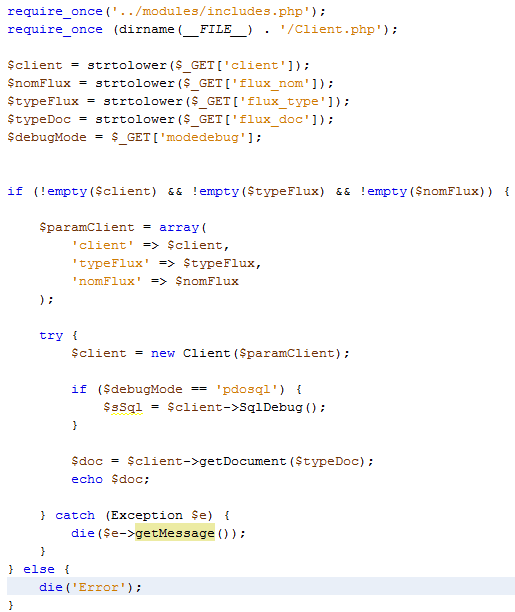 require_once('../modules/includes.php');
require_once (dirname(__FILE__) . '/Client.php');
$client = strtolower($_GET['client']);
$nomFlux = strtolower($_GET['flux_nom']);
$typeFlux = strtolower($_GET['flux_type']);
$typeDoc = strtolower($_GET['flux_doc']);
$debugMode = $_GET['modedebug'];
if (!empty($client) && !empty($typeFlux) && !empty($nomFlux)) {
$paramClient = array(
'client' => $client,
'typeFlux' => $typeFlux,
'nomFlux' => $nomFlux
);
try {
$client = new Client($paramClient);
if ($debugMode == 'pdosql') {
$sSql = $client->SqlDebug();
}
$doc = $client->getDocument($typeDoc);
echo $doc;
} catch (Exception $e) {
die($e->getMessage());
}
} else {
die('Error');
}